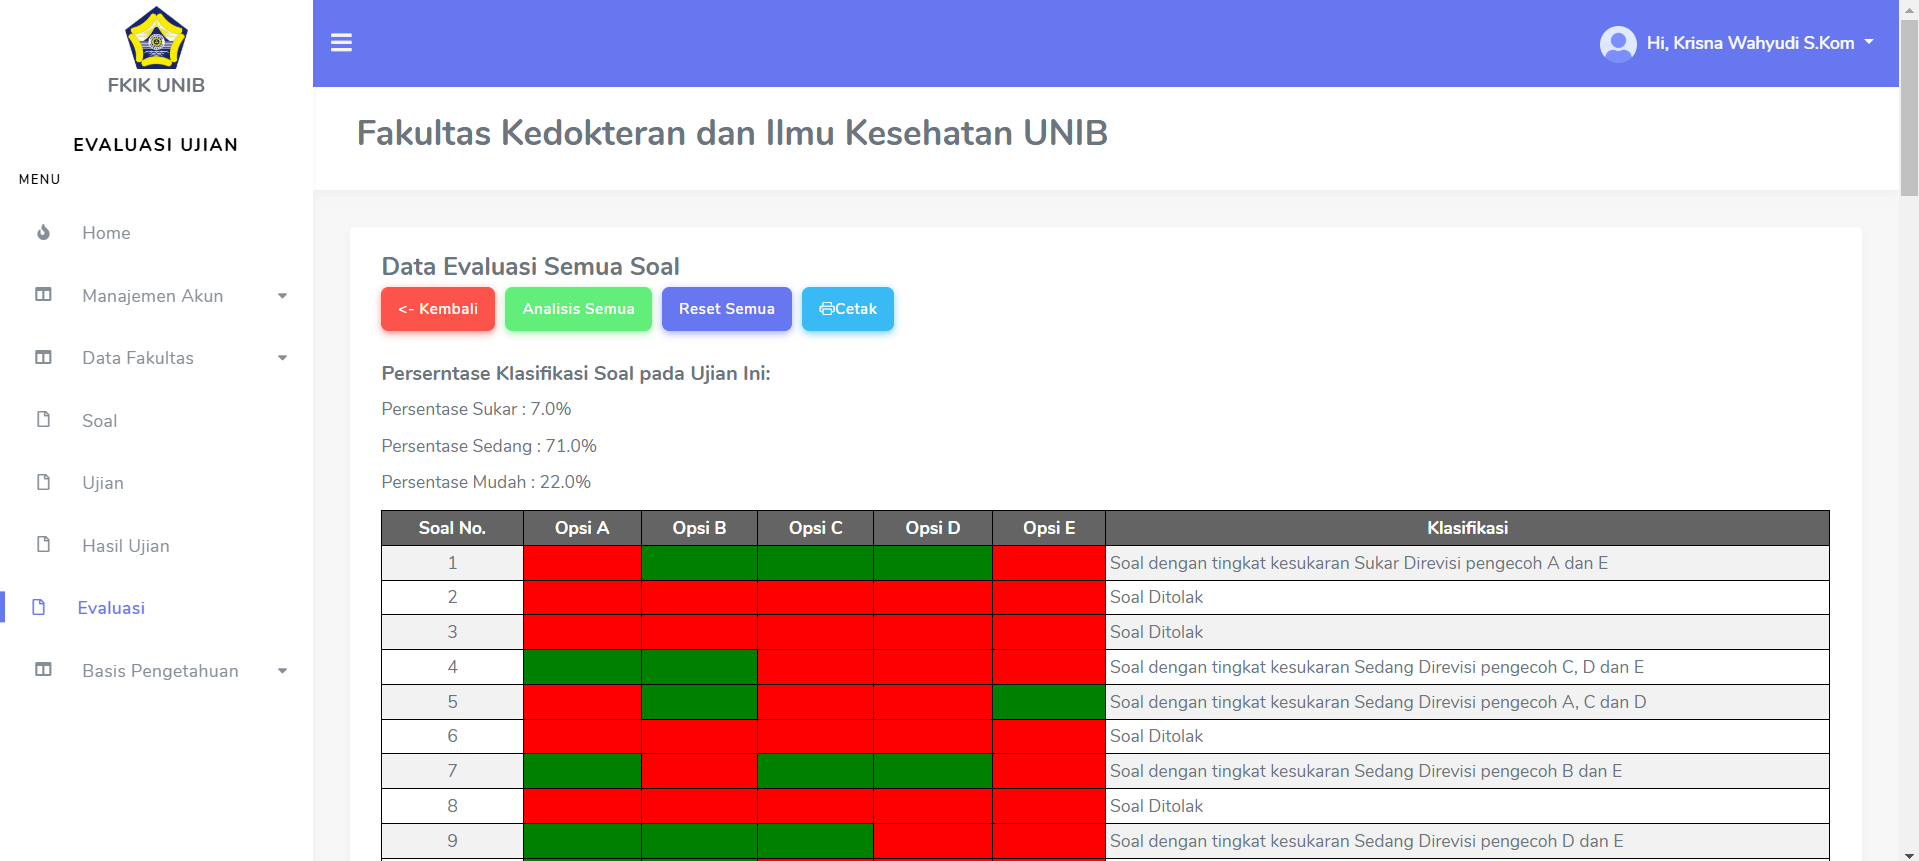 FKIK UNIB
EVALUASI UJIAN
MENU
Home
Manajemen Akun
Data Fakultas
Soal
Ujian
Hasil Ujian
Evaluasi
Basis Pengetahuan
Hi, Krisna Wahyudi S.Kom
Fakultas Kedokteran dan Ilmu Kesehatan UNIB
Data Evaluasi Semua Soal
<- Kembali Analisis Semua Reset Semua Cetak
Perserntase Klasifikasi Soal pada Ujian Ini:
Persentase Sukar : 7.0%
Persentase Sedang : 71.0%
Persentase Mudah : 22.0%
Soal No. Opsi A Opsi B Opsi C Opsi D Opsi E Klasifikasi
1 Soal dengan tingkat kesukaran Sukar Direvisi pengecoh A dan E
2 Soal Ditolak
3 Soal Ditolak
4 Soal dengan tingkat kesukaran Sedang Direvisi pengecoh C, D dan E
5 Soal dengan tingkat kesukaran Sedang Direvisi pengecoh A, C dan D
6 Soal Ditolak
7 Soal dengan tingkat kesukaran Sedang Direvisi pengecoh B dan E
8 Soal Ditolak
9 Soal dengan tingkat kesukaran Sedang Direvisi pengecoh D dan E